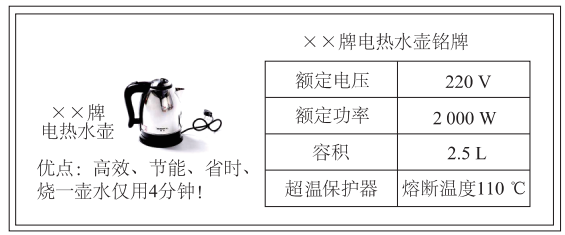 ××牌
电热水壶
优点：高效、节能、省时、
烧一壶水仅用4分钟！
××牌电热水壶铭牌
额定电压 220 V
额定功率 2 000 W
容积 2.5 L
超温保护器 熔断温度110 ℃